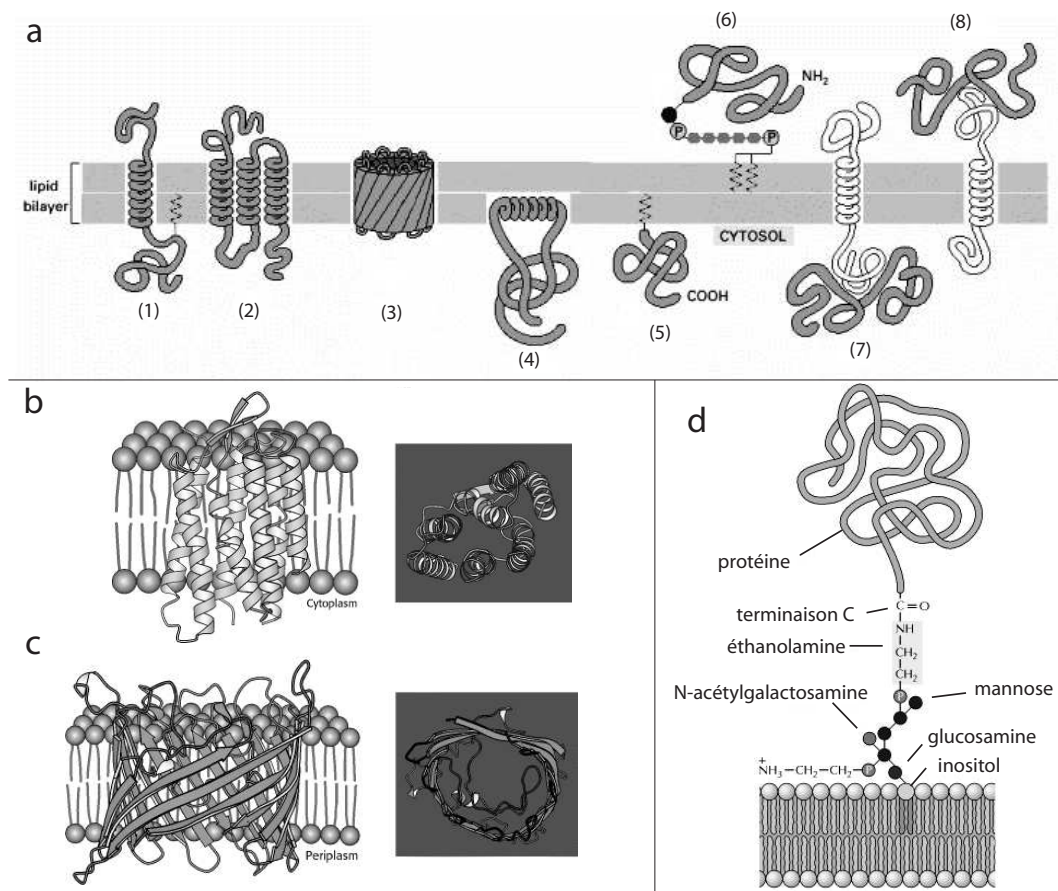 a
(6)
(8)
NH2
P
P
lipid
bilayer
CYTOSOL
COOH
(1)
(2)
(3)
(4)
(5)
(7)
b
Cytoplasm
c
Periplasm
d
protéine
terminaison C
C=O
NH
éthanolamine
CH2
CH2
P
N-acétylgalactosamine
mannose
glucosamine
inositol
+
NH3—CH2—CH2—
P